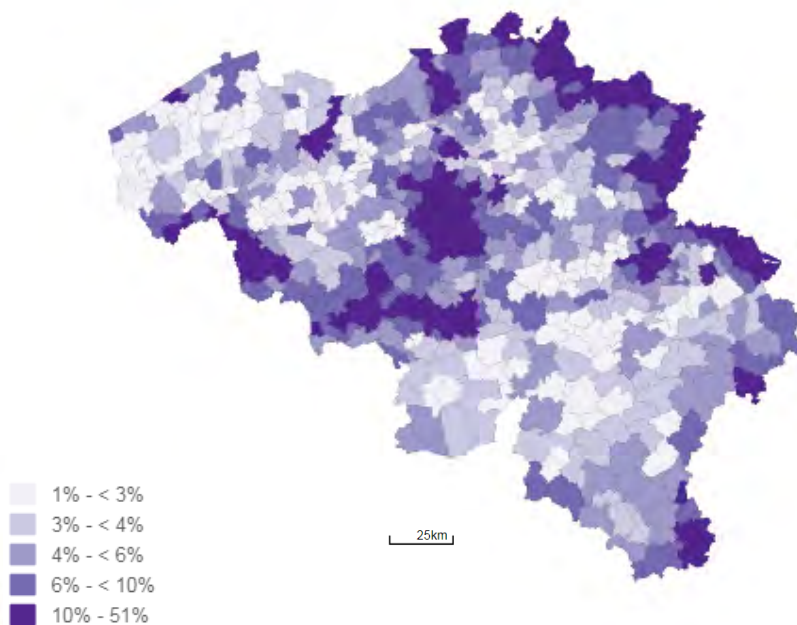 1% - < 3%
3% - < 4%
4% - < 6%
6% - < 10%
10% - 51%
25km